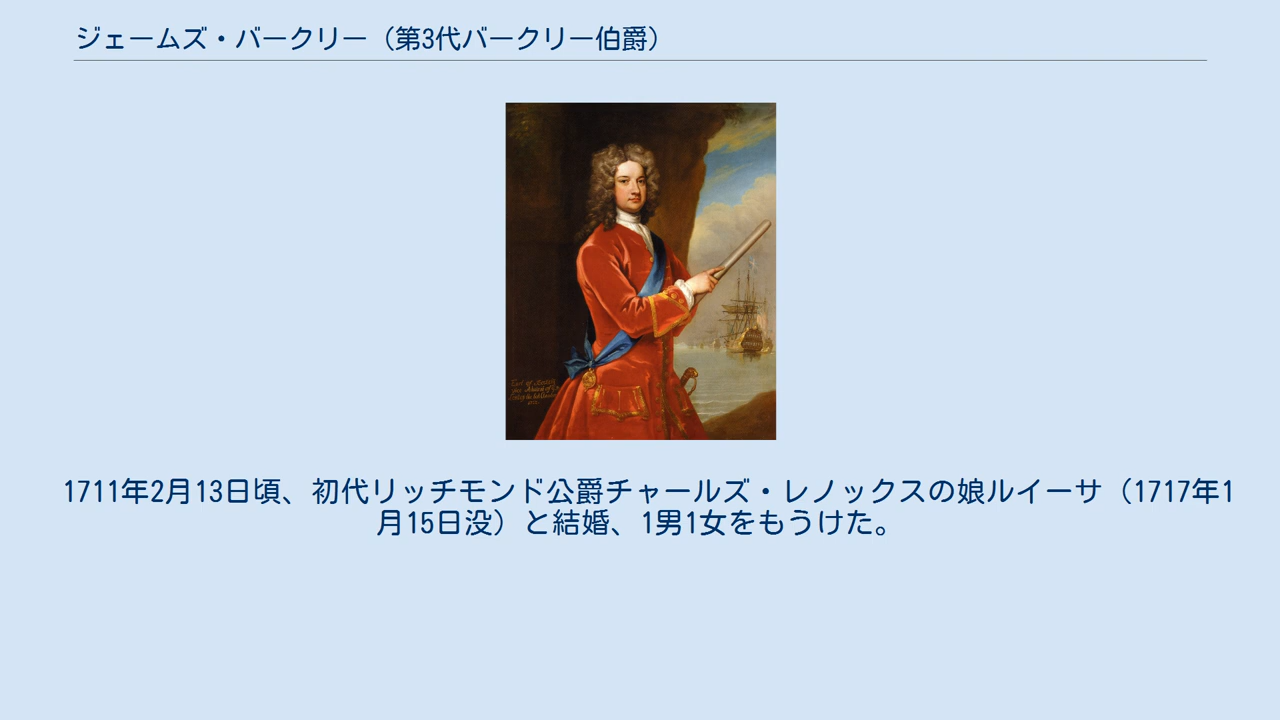 ジェームズ・バークリー（第3代バークリー伯爵）
Earl of
1711年2月13日頃、初代リッチモンド公爵チャールズ・レノックスの娘ルイーサ（1717年1
月15日没）と結婚、1男1女をもうけた。